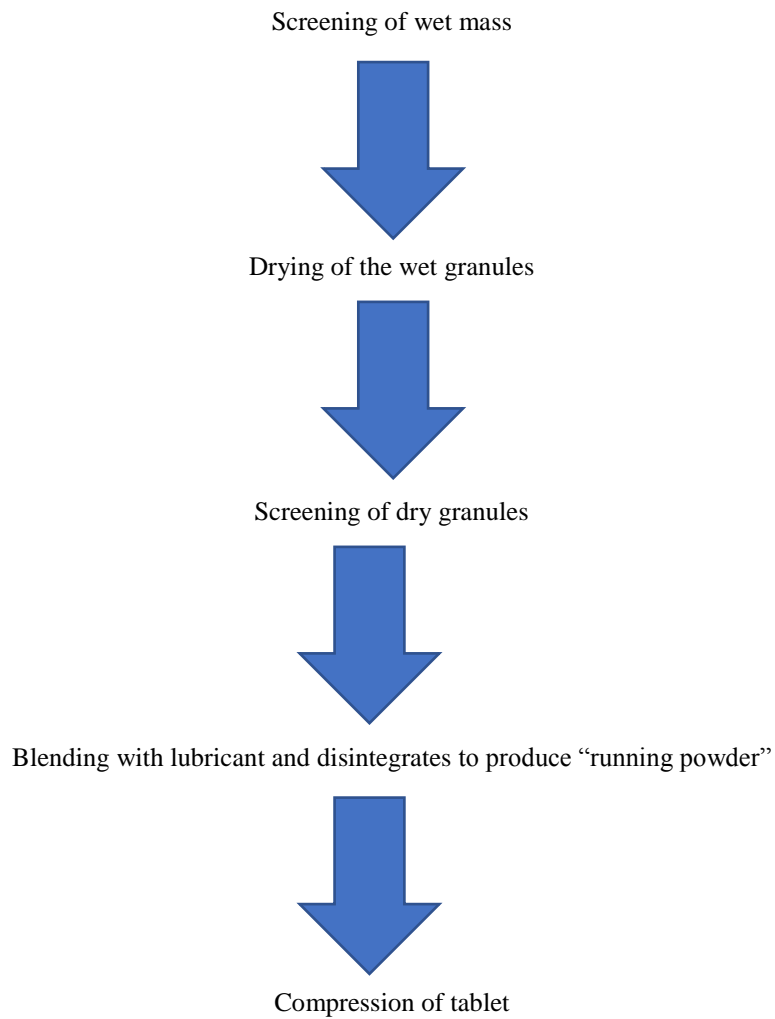 Screening of wet mass
Drying of the wet granules
Screening of dry granules
Blending with lubricant and disintegrates to produce “running powder”
Compression of tablet